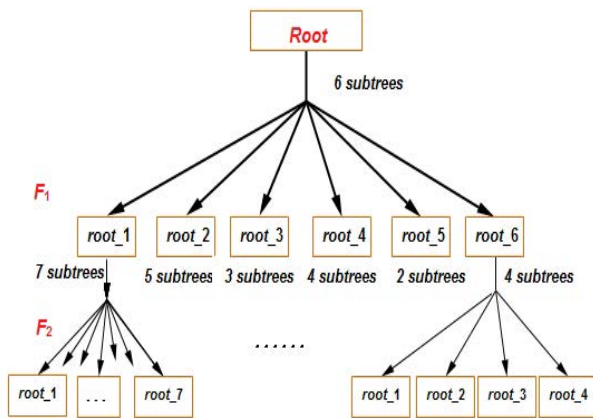 Root
6 subtrees
F1
root_1 root_2 root_3 root_4 root_5 root_6
7 subtrees 5 subtrees 3 subtrees 4 subtrees 2 subtrees 4 subtrees
F2
......
root_1 ... root_7 root_1 root_2 root_3 root_4